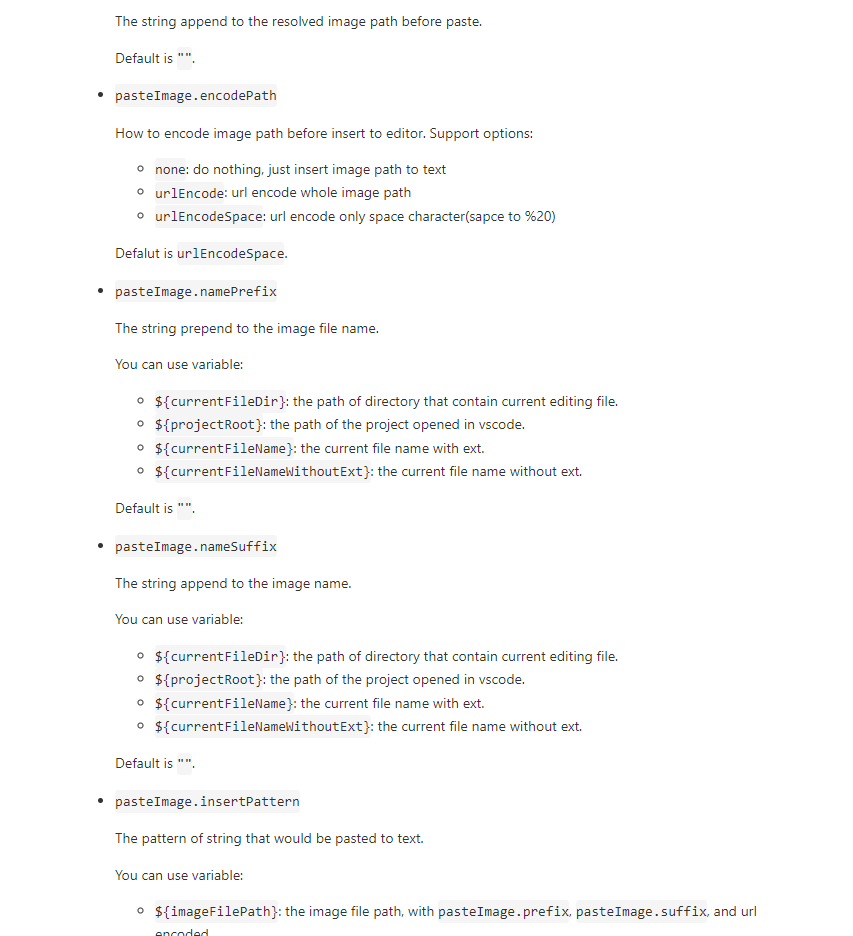 The string append to the resolved image path before paste.
Default is "".
pasteImage.encodePath
How to encode image path before insert to editor. Support options:
none: do nothing, just insert image path to text
urlEncode: url encode whole image path
urlEncodeSpace: url encode only space character(sapce to %20)
Defalut is urlEncodeSpace.
pasteImage.namePrefix
The string prepend to the image file name.
You can use variable:
${currentFileDir}: the path of directory that contain current editing file.
${projectRoot}: the path of the project opened in vscode.
${currentFileName}: the current file name with ext.
${currentFileNameWithoutExt}: the current file name without ext.
Default is "".
pasteImage.nameSuffix
The string append to the image name.
You can use variable:
${currentFileDir}: the path of directory that contain current editing file.
${projectRoot}: the path of the project opened in vscode.
${currentFileName}: the current file name with ext.
${currentFileNameWithoutExt}: the current file name without ext.
Default is "".
pasteImage.insertPattern
The pattern of string that would be pasted to text.
You can use variable:
${imageFilePath}: the image file path, with pasteImage.prefix, pasteImage.suffix, and url
encoded